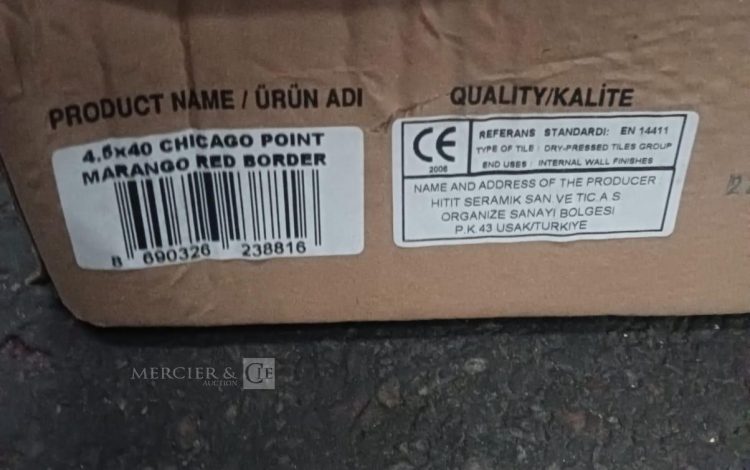 PRODUCT NAME / ÜRÜN ADI
4.5x40 CHICAGO POINT
MARANGO RED BORDER
8 690326 238816
QUALITY/KALİTE
CE
2006
REFERANS STANDARDI: EN 14411
TYPE OF TILE : DRY-PRESSED TILES GROUP
END USES : INTERNAL WALL FINISHES
NAME AND ADDRESS OF THE PRODUCER
HITIT SERAMIK SAN.VE TIC.A.S
ORGANIZE SANAYI BOLGESI
P.K.43 USAK/TURKIYE
MERCIER & CIE
AUCTION